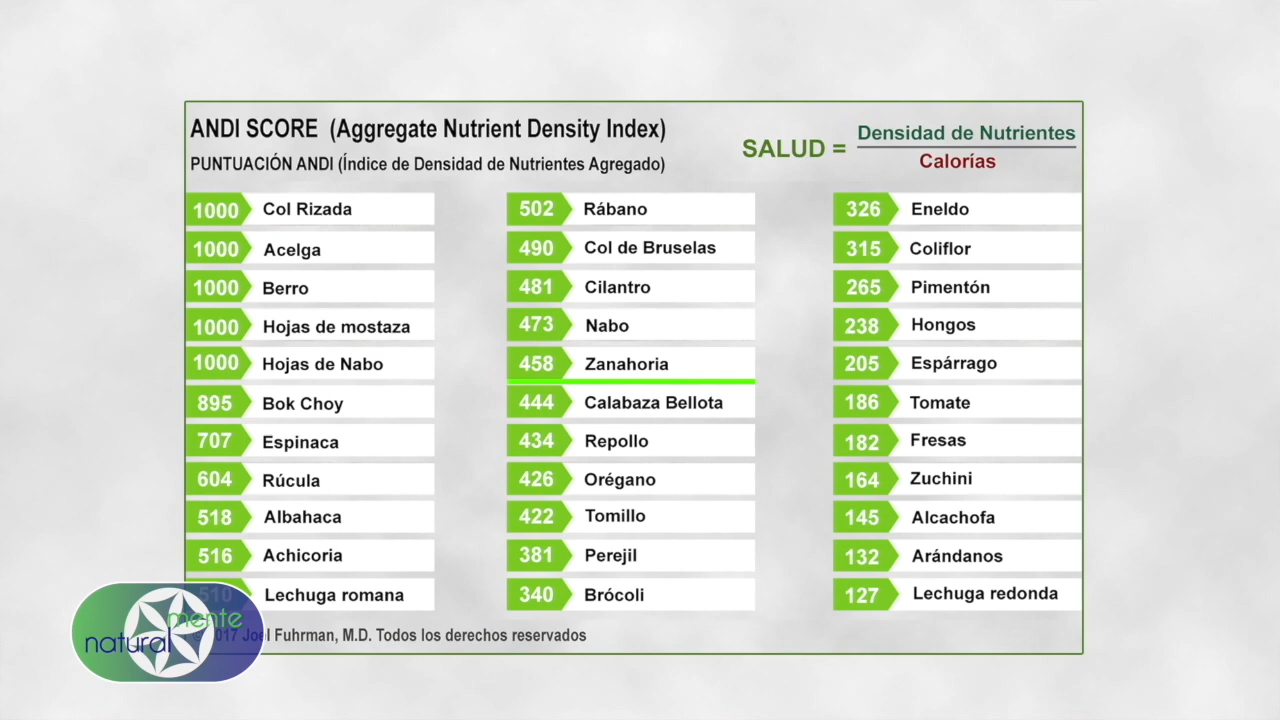 ANDI SCORE (Aggregate Nutrient Density Index)
PUNTUACIÓN ANDI (Índice de Densidad de Nutrientes Agregado)
SALUD = Densidad de Nutrientes
Calorías
1000 Col Rizada
1000 Acelga
1000 Berro
1000 Hojas de mostaza
1000 Hojas de Nabo
895 Bok Choy
707 Espinaca
604 Rúcula
518 Albahaca
516 Achicoria
510 Lechuga romana
502 Rábano
490 Col de Bruselas
481 Cilantro
473 Nabo
458 Zanahoria
444 Calabaza Bellota
434 Repollo
426 Orégano
422 Tomillo
381 Perejil
340 Brócoli
326 Eneldo
315 Coliflor
265 Pimentón
238 Hongos
205 Espárrago
186 Tomate
182 Fresas
164 Zuchini
145 Alcachofa
132 Arándanos
127 Lechuga redonda
© 2017 Joel Fuhrman, M.D. Todos los derechos reservados
natural mente